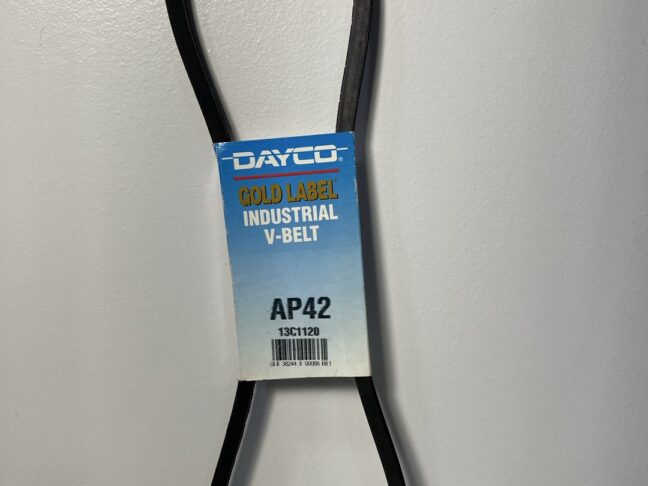 DAYCO®
GOLD LABEL
INDUSTRIAL
V-BELT
AP42
13C1120